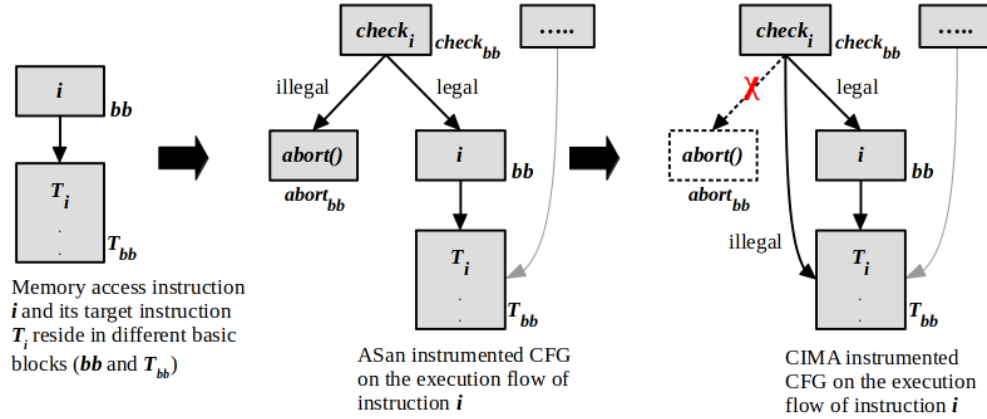 i
bb
T_i
.
.
T_bb
Memory access instruction
i and its target instruction
T_i reside in different basic
blocks (bb and T_bb)
check_i
check_bb
.....
illegal
legal
abort()
abort_bb
i
bb
T_i
.
.
T_bb
ASan instrumented CFG
on the execution flow of
instruction i
check_i
check_bb
.....
X
legal
abort()
abort_bb
i
bb
illegal
T_i
.
.
T_bb
CIMA instrumented
CFG on the execution
flow of instruction i